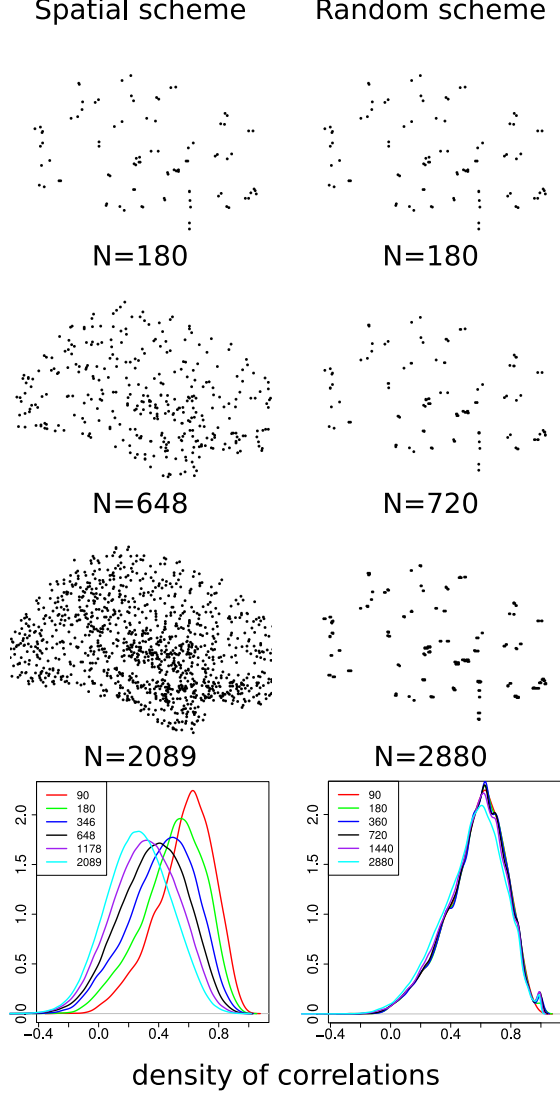 Spatial scheme Random scheme
N=180 N=180
N=648 N=720
N=2089 N=2880
90
180
346
648
1178
2089
0.0 0.5 1.0 1.5 2.0
−0.4 0.0 0.4 0.8
90
180
360
720
1440
2880
0.0 0.5 1.0 1.5 2.0
−0.4 0.0 0.4 0.8
density of correlations